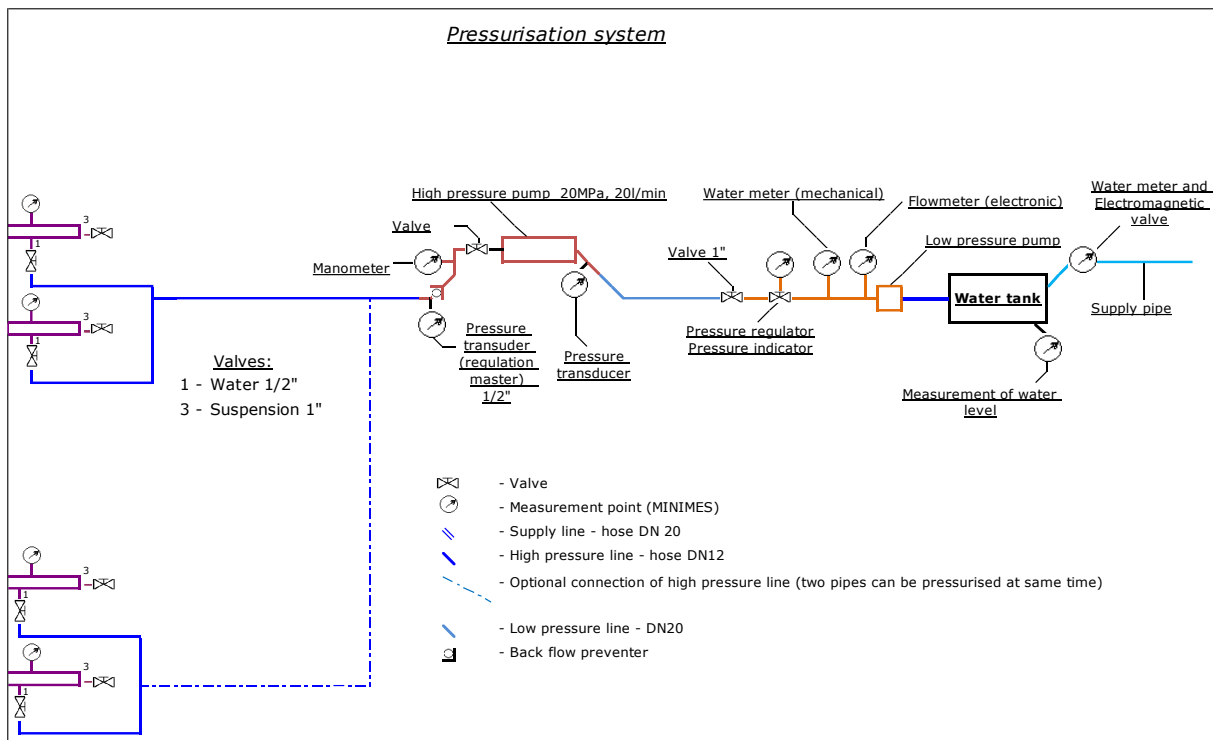 Pressurisation system
High pressure pump  20MPa, 20l/min
Water meter (mechanical)
Water meter and
Electromagnetic
valve
Flowmeter (electronic)
Valve
Low pressure pump
Valve 1"
Manometer
Water tank
Supply pipe
Pressure regulator
Pressure indicator
Pressure
transuder
(regulation
master)
1/2"
Pressure
transducer
Measurement of water
level
3
1
3
1
Valves:
1 - Water 1/2"
3 - Suspension 1"
- Valve
- Measurement point (MINIMES)
- Supply line - hose DN 20
- High pressure line - hose DN12
- Optional connection of high pressure line (two pipes can be pressurised at same time)
- Low pressure line - DN20
- Back flow preventer
3
1
3
1